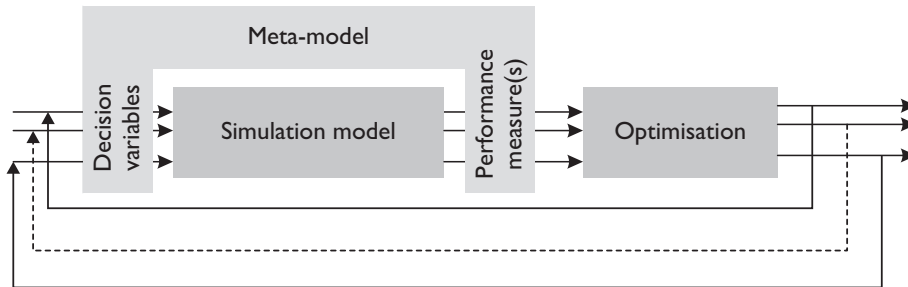 Meta-model
Decision
variables
Simulation model
Performance
measure(s)
Optimisation